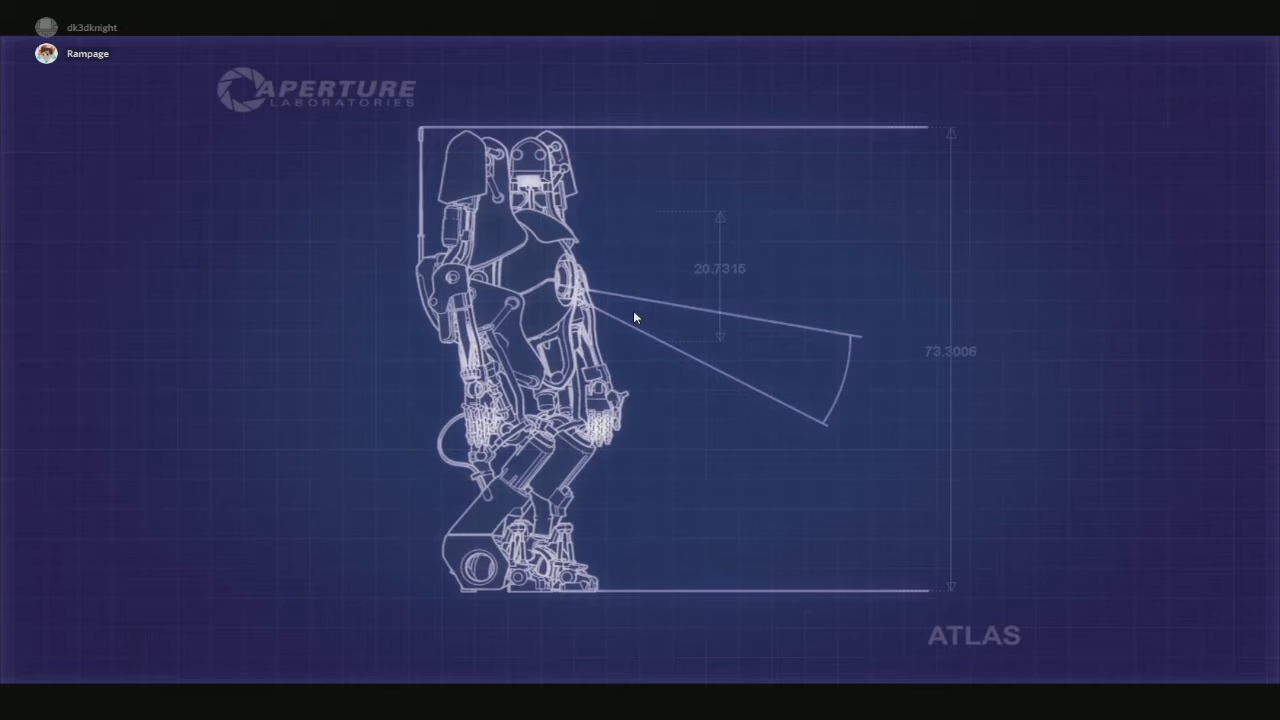 dk3dknight
Rampage
APERTURE
LABORATORIES
20.7315
73.3006
ATLAS